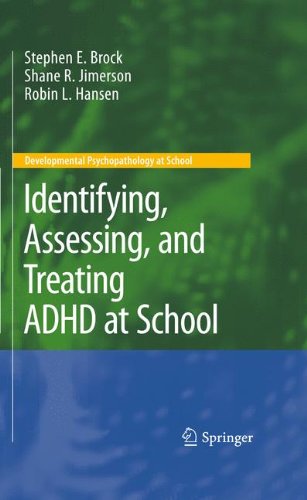 Stephen E. Brock
Shane R. Jimerson
Robin L. Hansen
Developmental Psychopathology at School
Identifying,
Assessing, and
Treating
ADHD at School
Springer